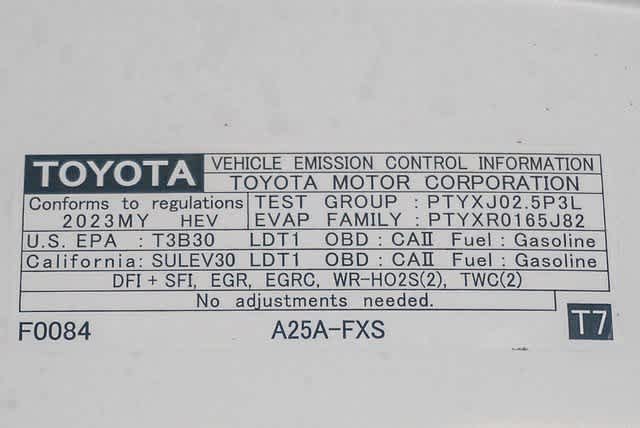 TOYOTA VEHICLE EMISSION CONTROL INFORMATION
TOYOTA MOTOR CORPORATION
Conforms to regulations TEST GROUP : PTYXJ02.5P3L
2023MY HEV EVAP FAMILY : PTYXR0165J82
U.S. EPA : T3B30 LDT1 OBD : CAII Fuel : Gasoline
California: SULEV30 LDT1 OBD : CAII Fuel : Gasoline
DFI + SFI, EGR, EGRC, WR-HO2S(2), TWC(2)
No adjustments needed.
F0084 A25A-FXS T7